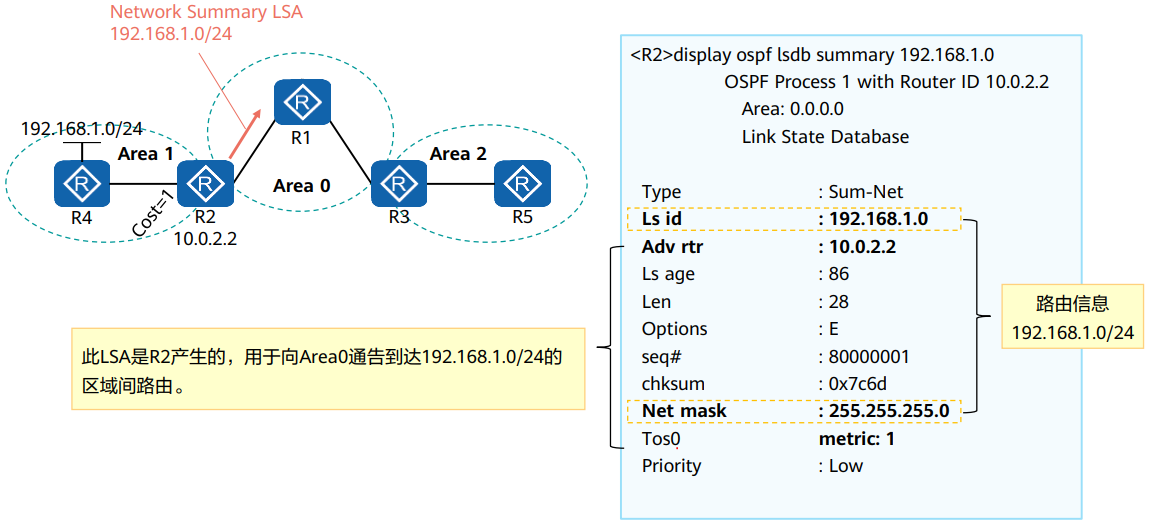 Network Summary LSA
192.168.1.0/24
192.168.1.0/24
Area 1
Area 0
Area 2
R1
R4
R2
R3
R5
Cost=1
10.0.2.2
此LSA是R2产生的，用于向Area0通告到达192.168.1.0/24的
区域间路由。
<R2>display ospf lsdb summary 192.168.1.0
OSPF Process 1 with Router ID 10.0.2.2
Area: 0.0.0.0
Link State Database
Type : Sum-Net
Ls id : 192.168.1.0
Adv rtr : 10.0.2.2
Ls age : 86
Len : 28
Options : E
seq# : 80000001
chksum : 0x7c6d
Net mask : 255.255.255.0
Tos0 metric: 1
Priority : Low
路由信息
192.168.1.0/24